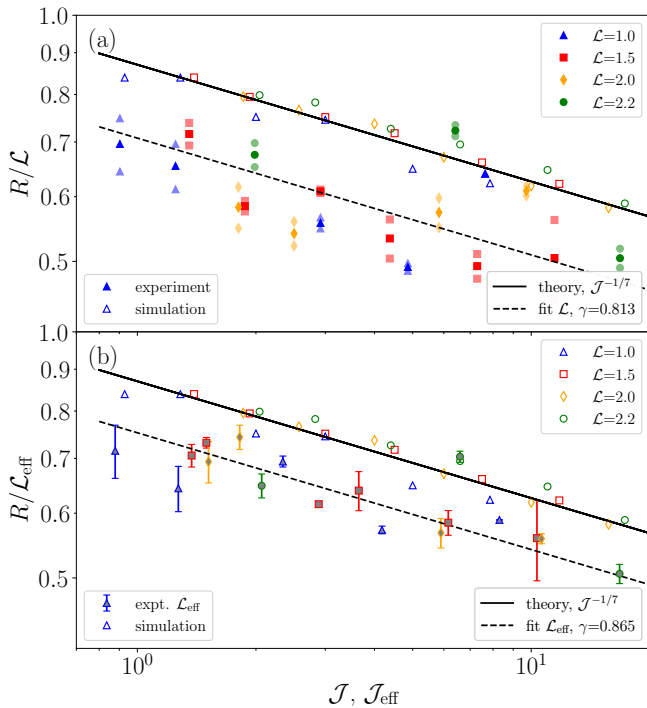 1.0
0.9
0.8
0.7
0.6
0.5
R/ℒ
(a)
ℒ=1.0
ℒ=1.5
ℒ=2.0
ℒ=2.2
experiment
simulation
theory, 𝒥^{-1/7}
fit ℒ, γ=0.813
1.0
0.9
0.8
0.7
0.6
0.5
R/ℒ_eff
(b)
ℒ=1.0
ℒ=1.5
ℒ=2.0
ℒ=2.2
expt. ℒ_eff
simulation
theory, 𝒥^{-1/7}
fit ℒ_eff, γ=0.865
10^0
10^1
𝒥, 𝒥_eff